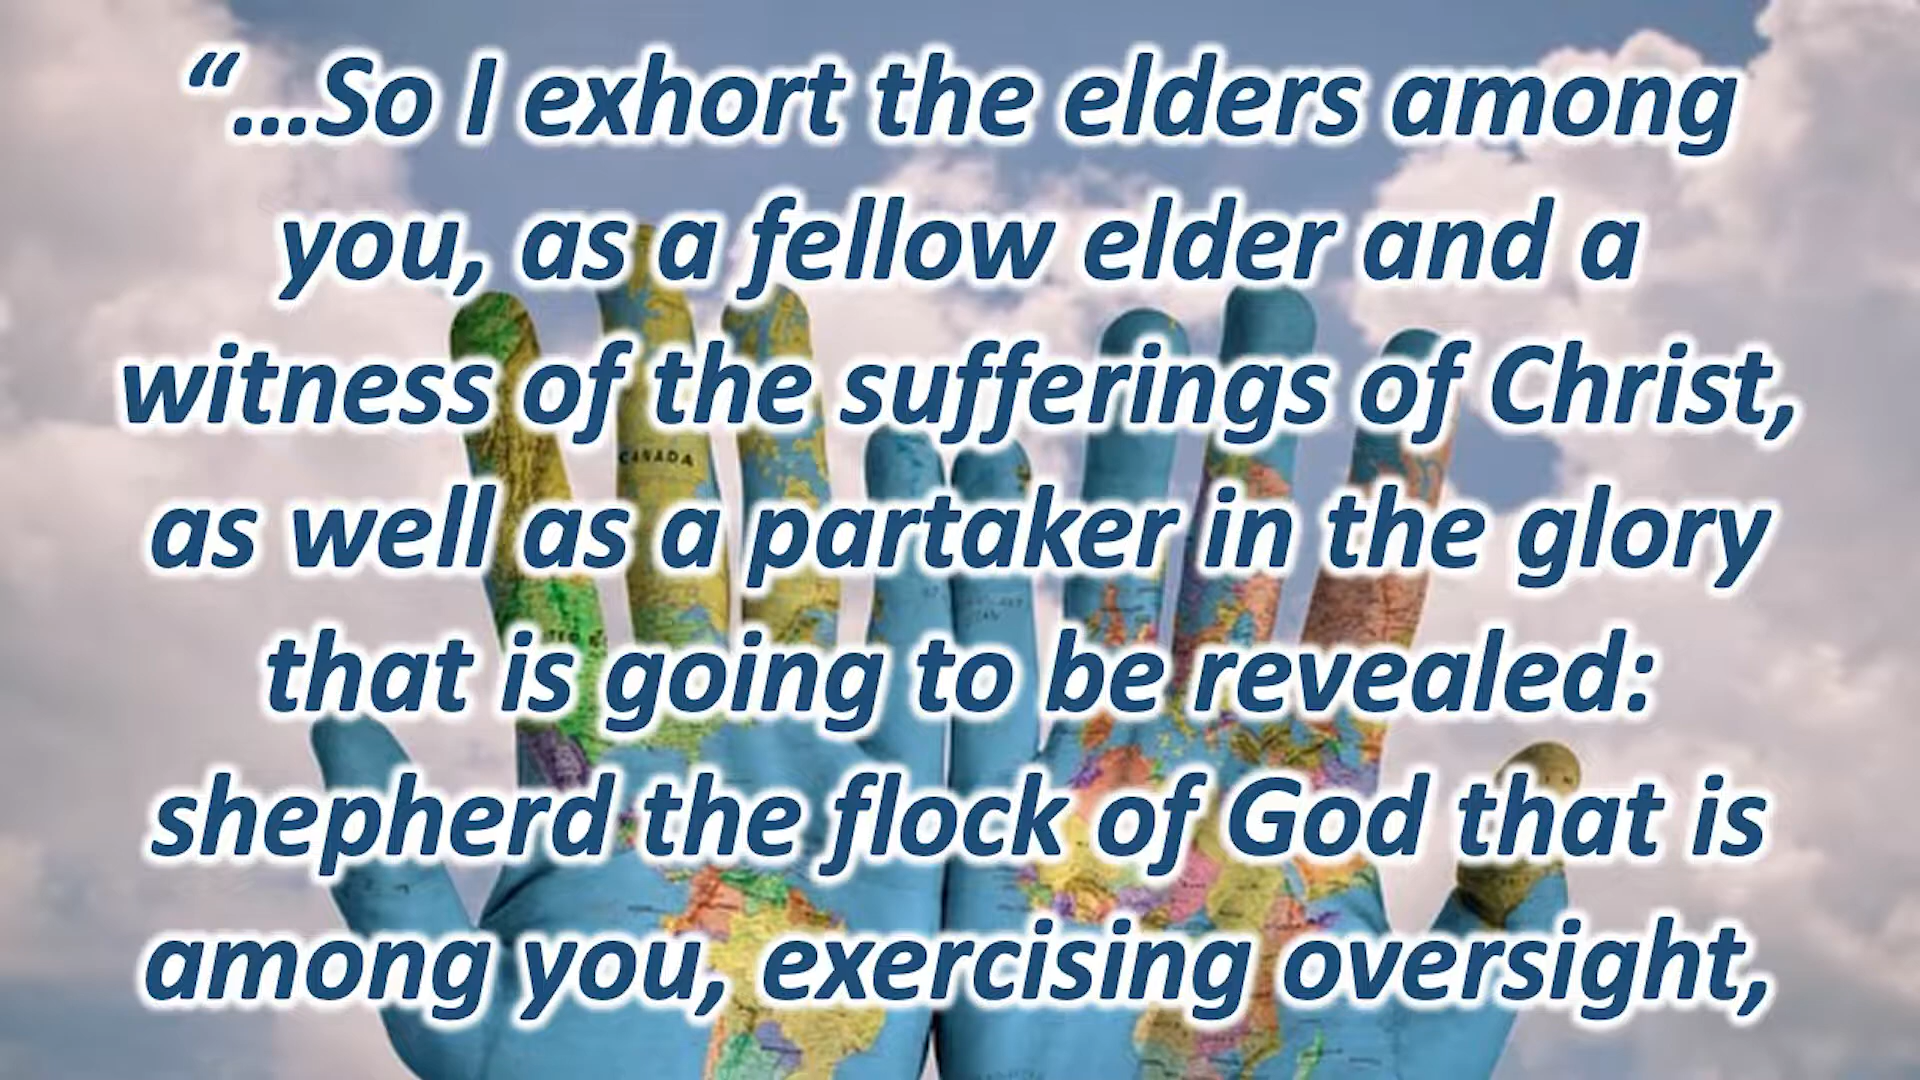 “...So I exhort the elders among
you, as a fellow elder and a
witness of the sufferings of Christ,
as well as a partaker in the glory
that is going to be revealed:
shepherd the flock of God that is
among you, exercising oversight,
CANADA